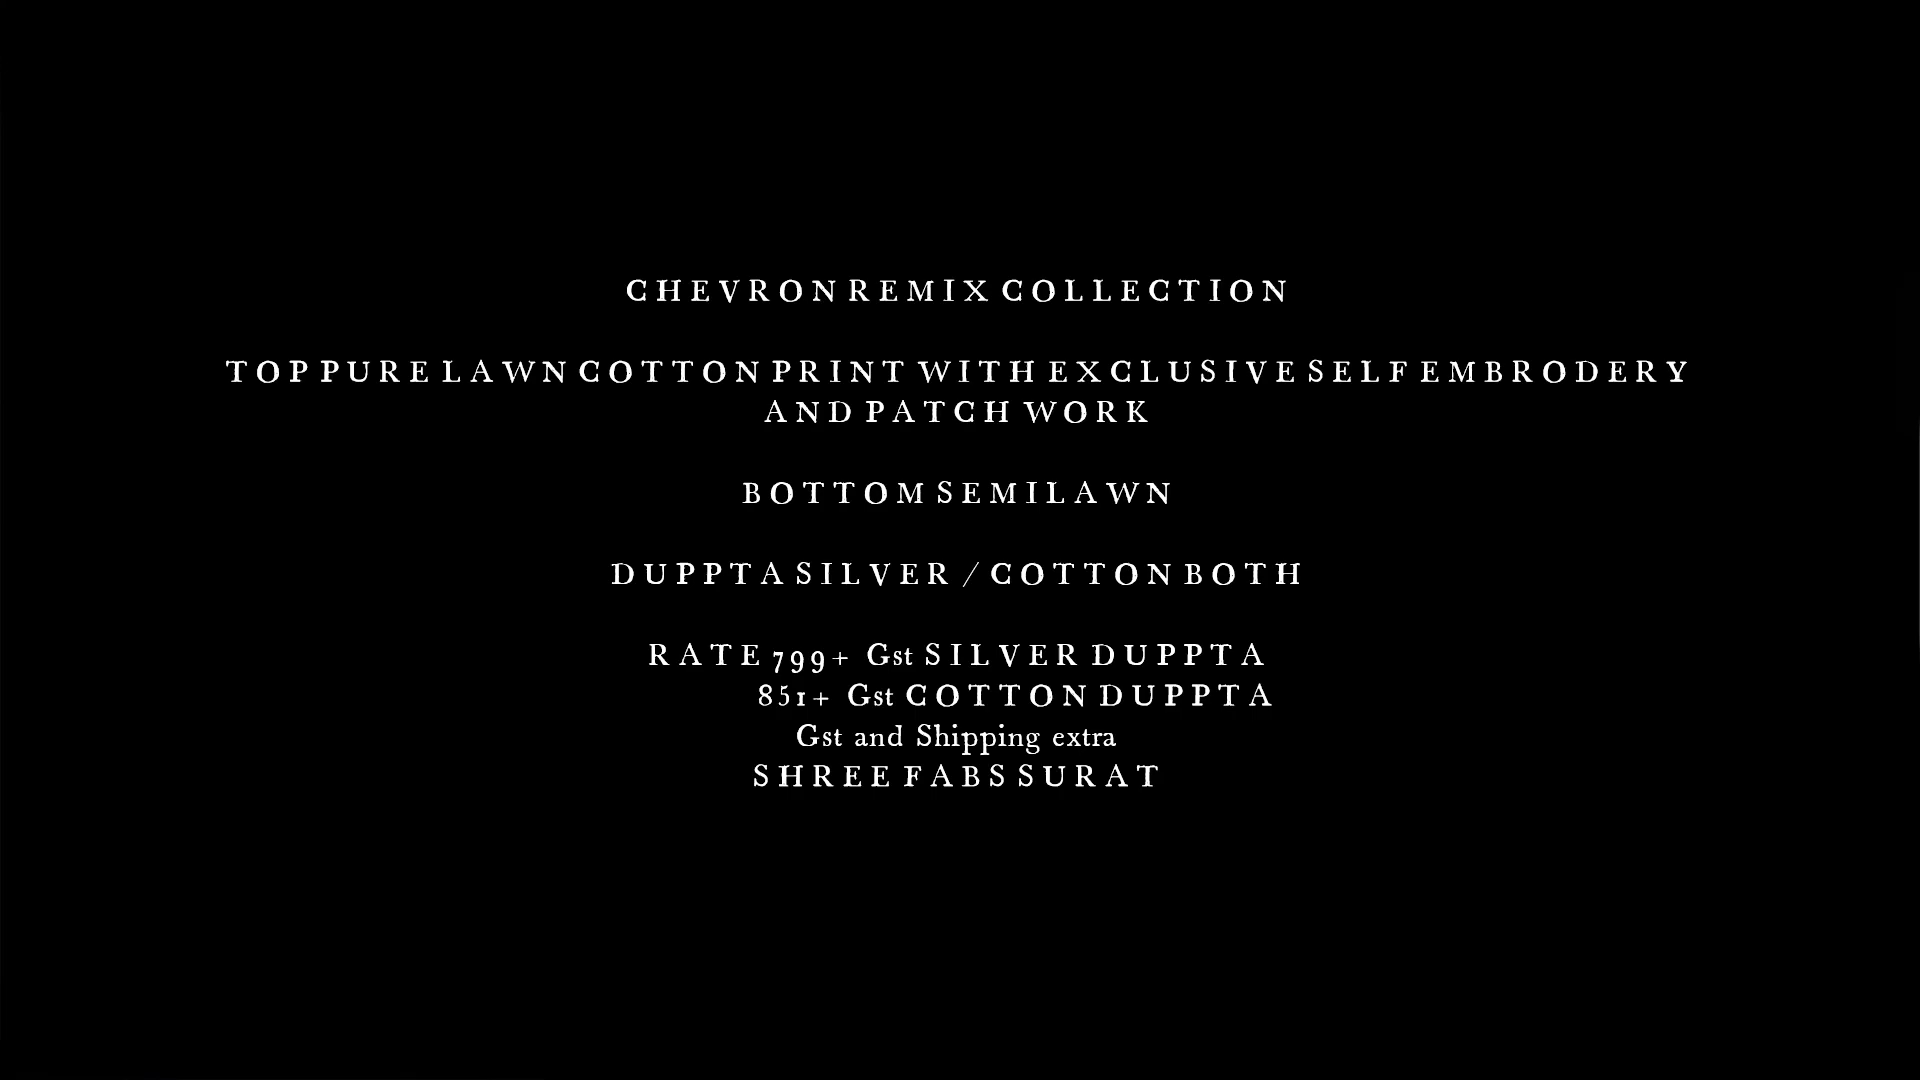 CHEVRON REMIX COLLECTION
TOP PURE LAWN COTTON PRINT WITH EXCLUSIVE SELF EMBRODERY
AND PATCH WORK
BOTTOM SEMI LAWN
DUPPTA SILVER / COTTON BOTH
RATE 799+ Gst SILVER DUPPTA
851+ Gst COTTON DUPPTA
Gst and Shipping extra
SHREE FABS SURAT